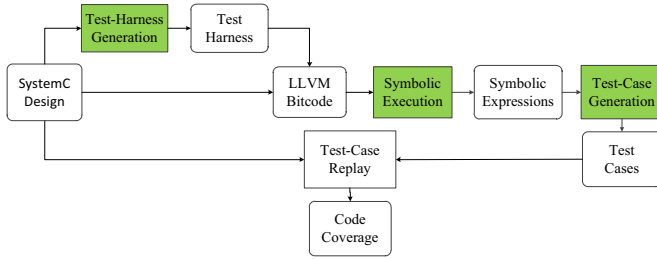 Test-Harness
Generation
Test
Harness
SystemC
Design
LLVM
Bitcode
Symbolic
Execution
Symbolic
Expressions
Test-Case
Generation
Test-Case
Replay
Test
Cases
Code
Coverage